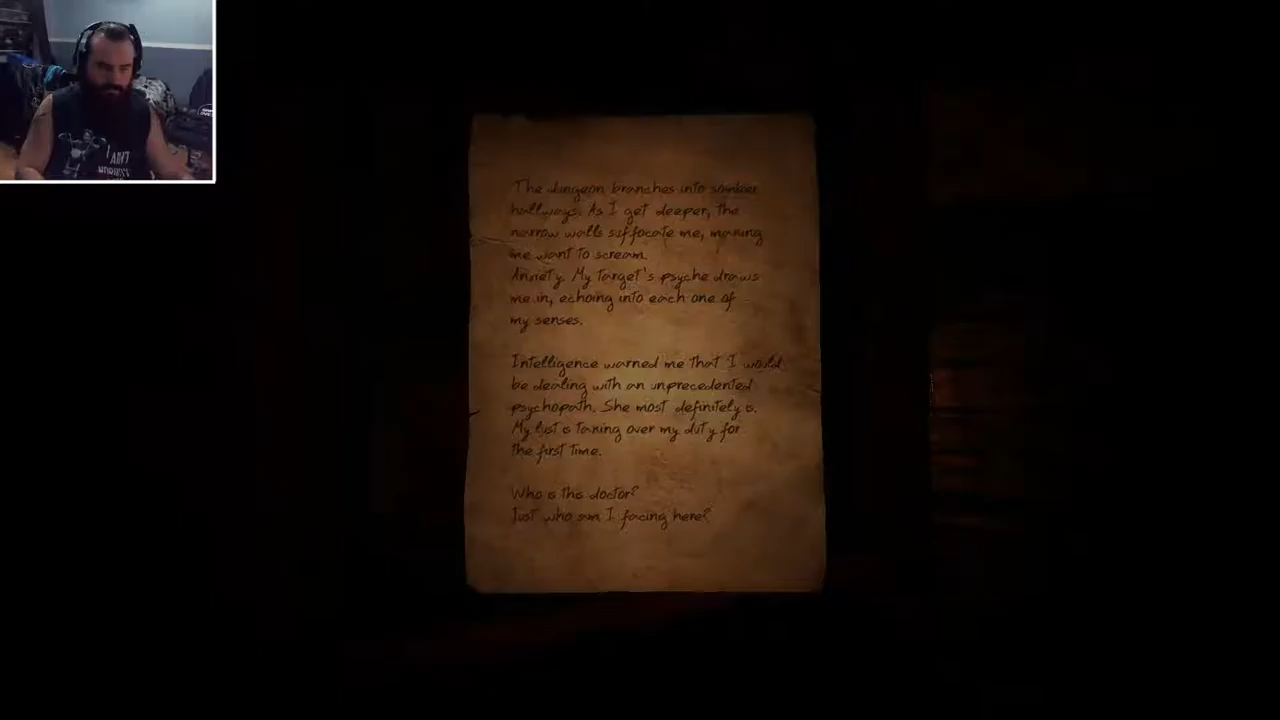 I AIN'T
The dungeon branches into somber
hallways. As I get deeper, the
narrow walls suffocate me, making
me want to scream.
Anxiety. My target's psyche draws
me in, echoing into each one of
my senses.
Intelligence warned me that I would
be dealing with an unprecedented
psychopath. She most definitely is.
My lust is taking over my duty for
the first time.
Who is this doctor?
Just who am I facing here?